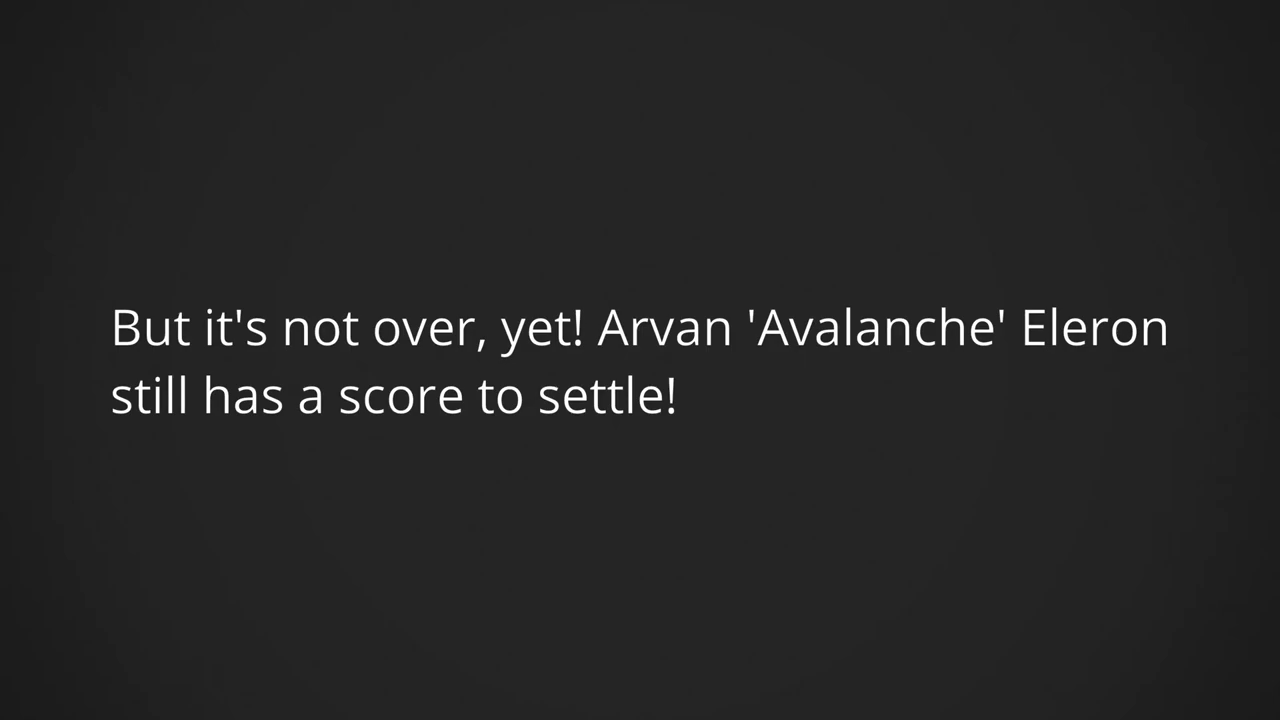 But it's not over, yet! Arvan 'Avalanche' Eleron
still has a score to settle!